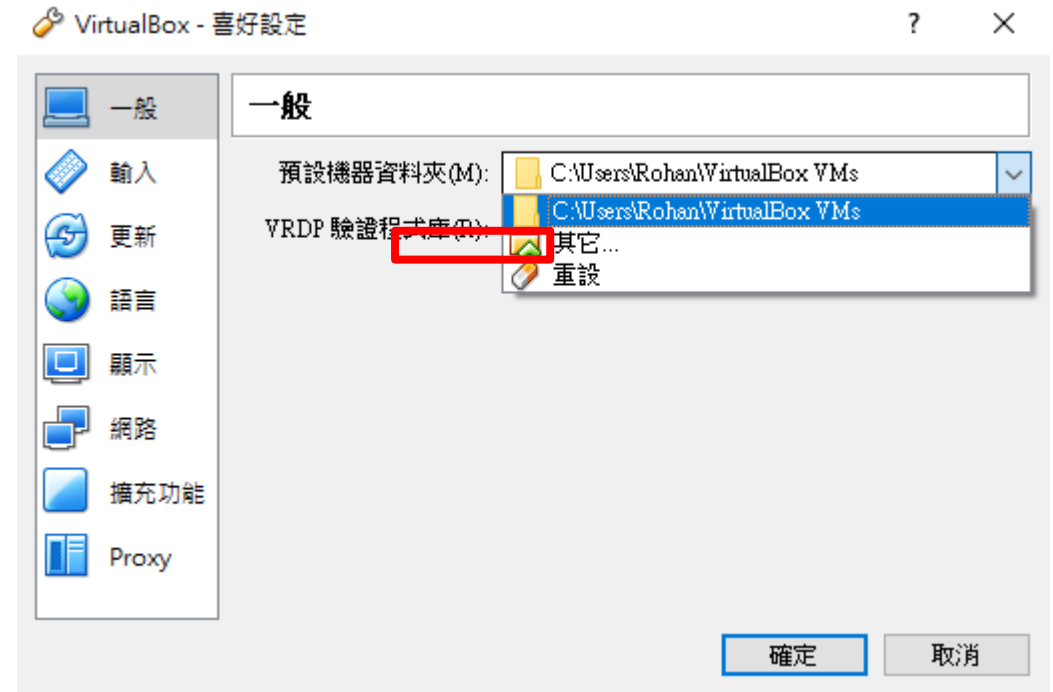 VirtualBox - 喜好設定
一般
一般
輸入
預設機器資料夾(M):
C:\Users\Rohan\VirtualBox VMs
C:\Users\Rohan\VirtualBox VMs
更新
VRDP 驗證程式庫(R):
其它...
重設
語言
顯示
網路
擴充功能
Proxy
確定
取消